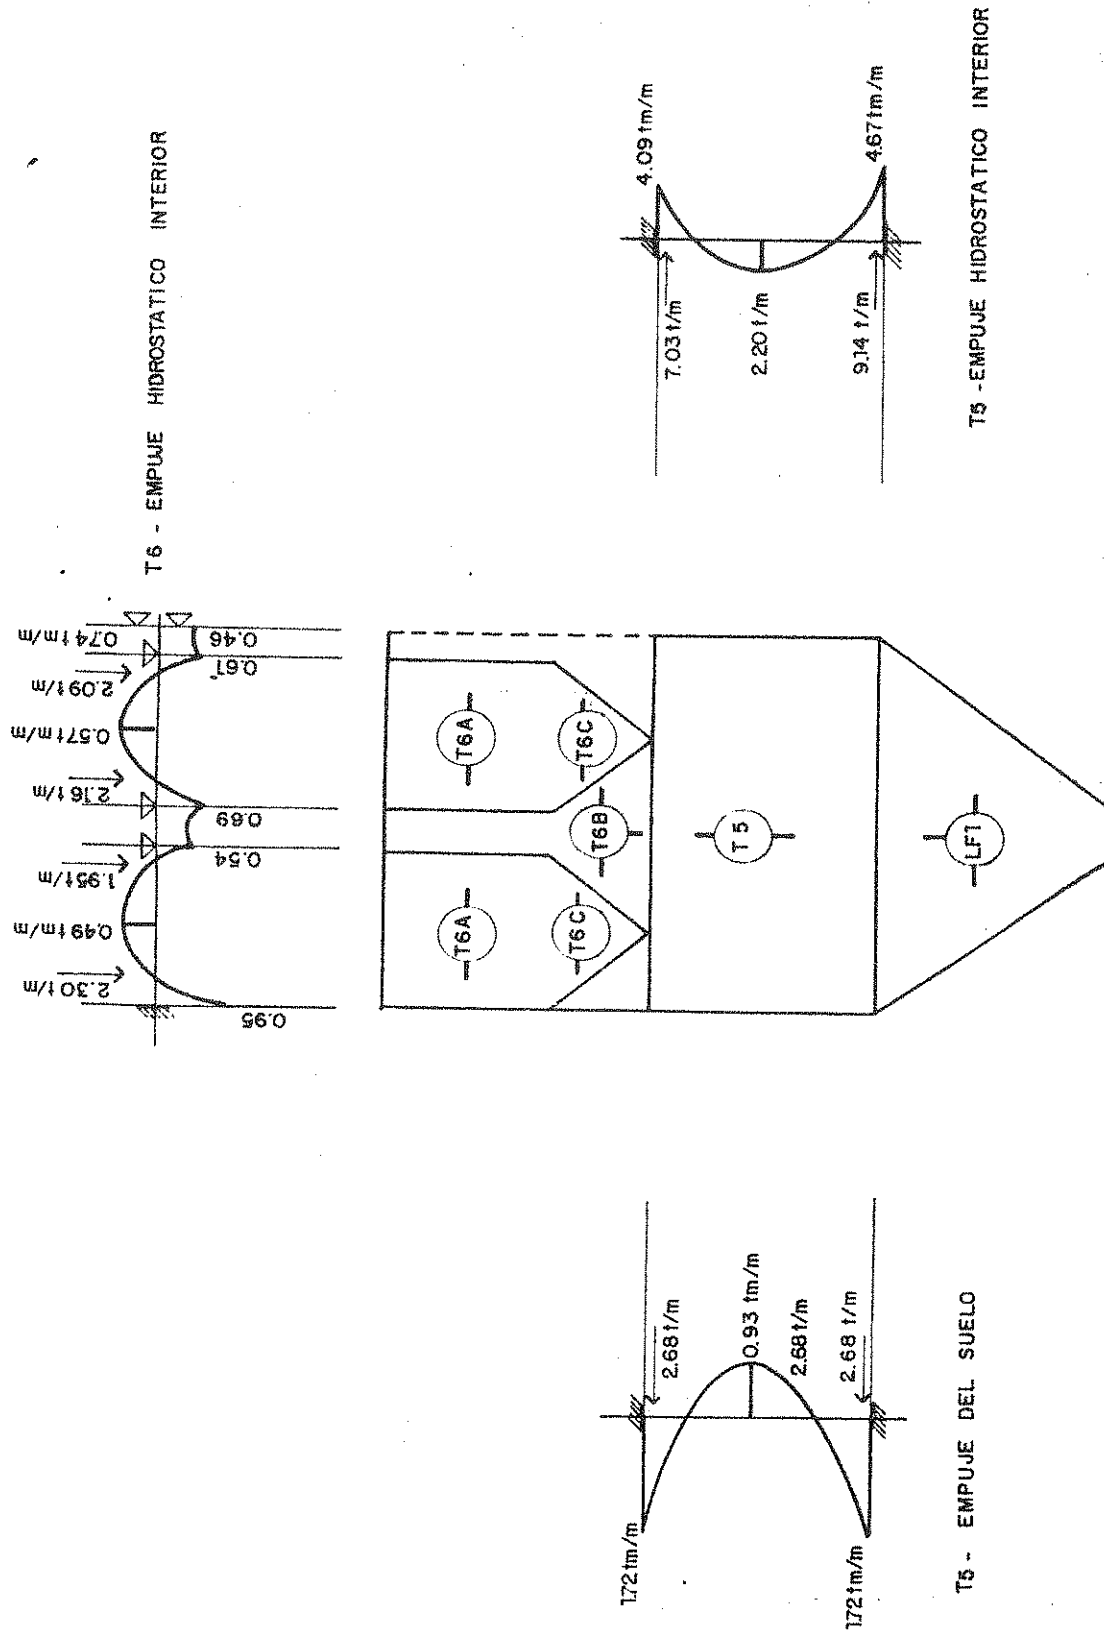 T6 - EMPUJE HIDROSTATICO INTERIOR
2.30 t/m
0.49 tm/m
1.95 t/m
2.16 t/m
0.57 tm/m
2.09 t/m
0.74 tm/m
0.95
0.54
0.69
0.61
0.46
T6A
T6A
T6C
T6C
T6B
T5
LF1
1.72 tm/m
2.68 t/m
0.93 tm/m
2.68 t/m
2.68 t/m
1.72 tm/m
T5 - EMPUJE DEL SUELO
4.09 tm/m
7.03 t/m
2.20 t/m
9.14 t/m
4.67 tm/m
T5 - EMPUJE HIDROSTATICO INTERIOR